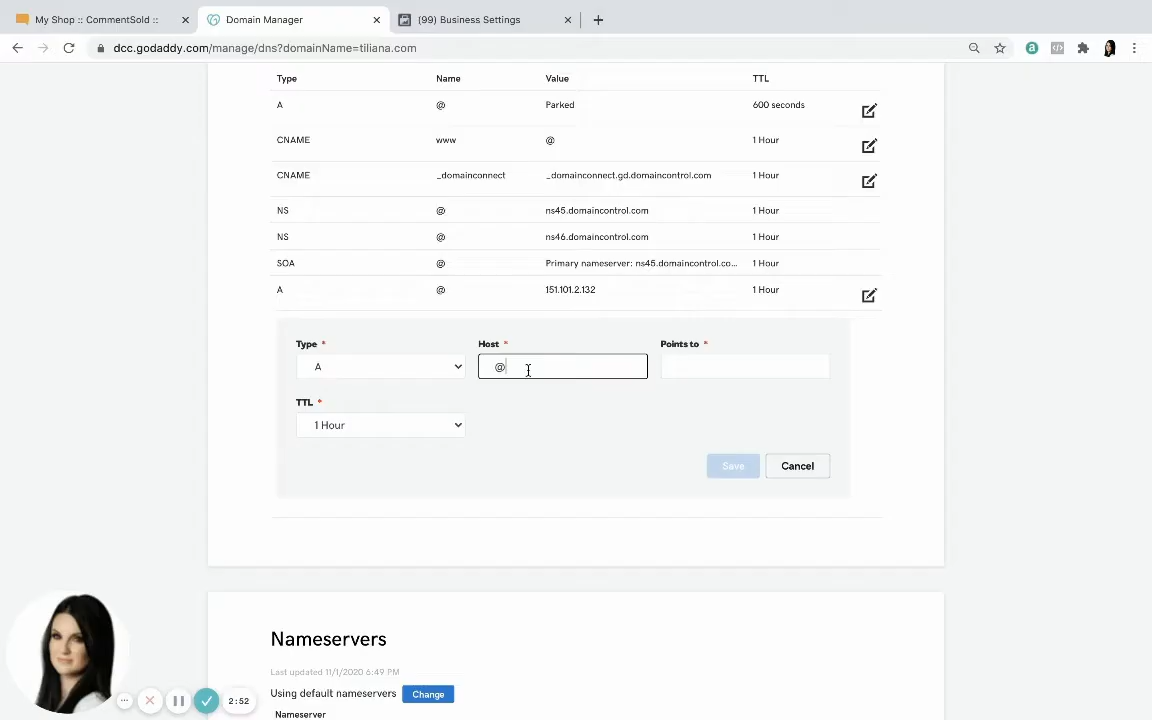 My Shop :: CommentSold ::
Domain Manager
(99) Business Settings
dcc.godaddy.com/manage/dns?domainName=tiliana.com
Type Name Value TTL
A @ Parked 600 seconds
CNAME www @ 1 Hour
CNAME _domainconnect _domainconnect.gd.domaincontrol.com 1 Hour
NS @ ns45.domaincontrol.com 1 Hour
NS @ ns46.domaincontrol.com 1 Hour
SOA @ Primary nameserver: ns45.domaincontrol.co... 1 Hour
A @ 151.101.2.132 1 Hour
Type * Host * Points to *
A @
TTL *
1 Hour
Save Cancel
Nameservers
Last updated 11/1/2020 6:49 PM
Using default nameservers Change
Nameserver
2:52